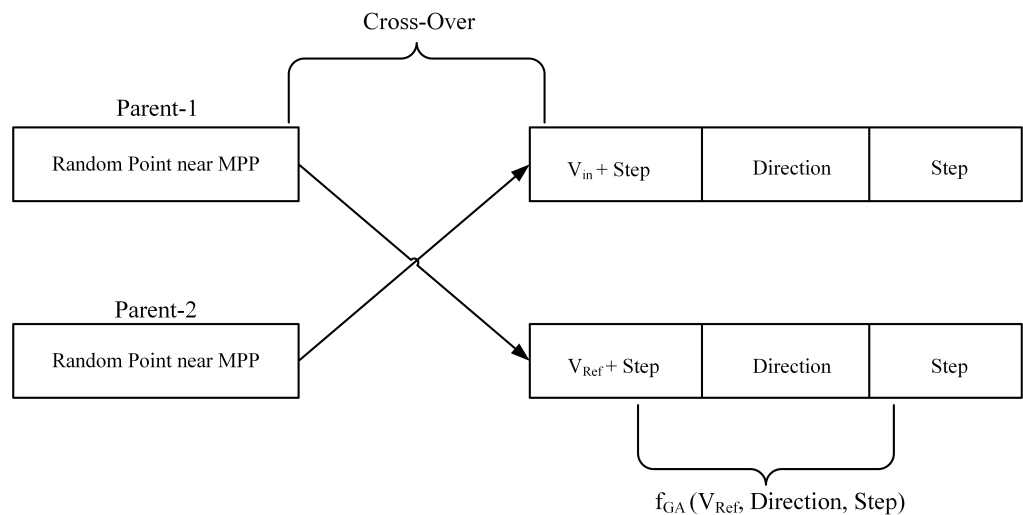 Cross-Over
Parent-1
Random Point near MPP
Vin + Step
Direction
Step
Parent-2
Random Point near MPP
VRef + Step
Direction
Step
fGA (VRef, Direction, Step)